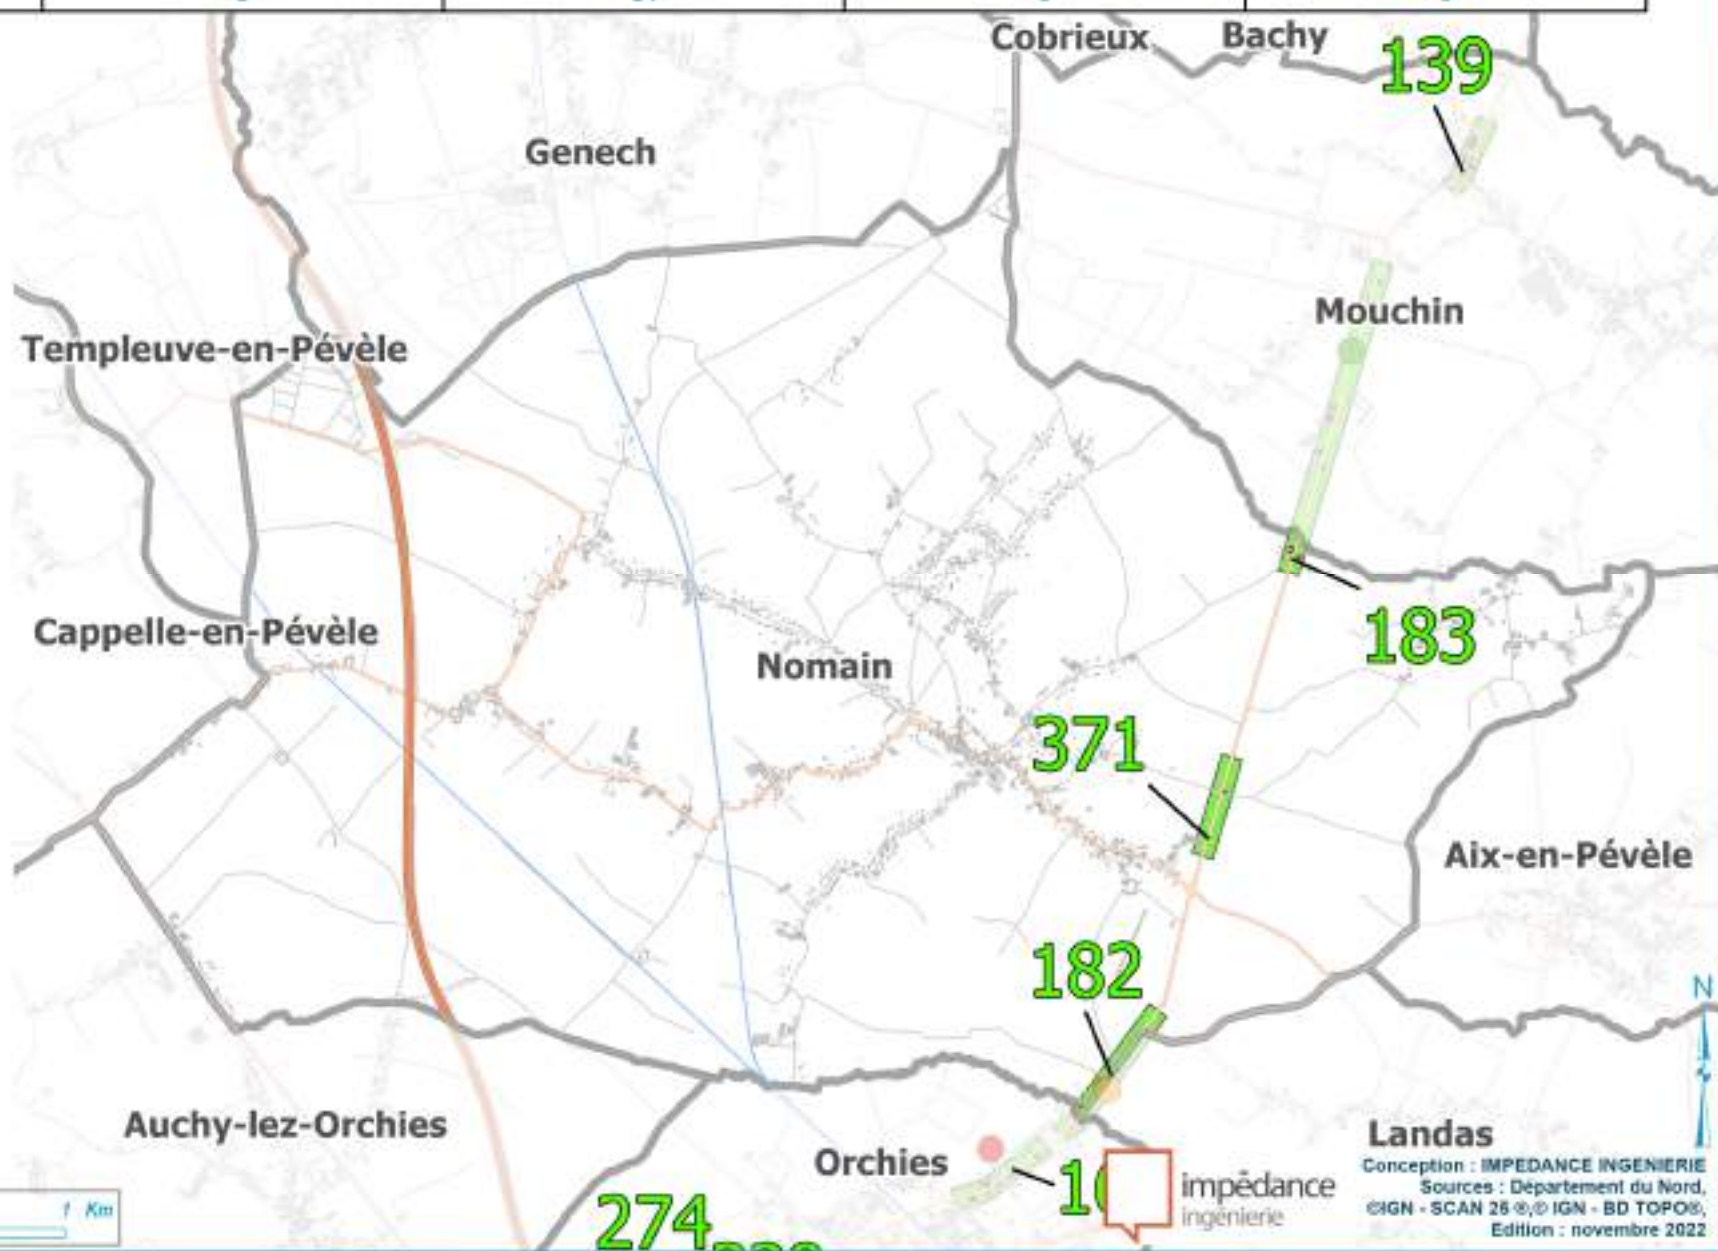 Cobrieux
Bachy
139
Genech
Mouchin
Templeuve-en-Pévèle
Cappelle-en-Pévèle
183
Nomain
371
Aix-en-Pévèle
182
N
Auchy-lez-Orchies
Landas
Orchies
Conception : IMPEDANCE INGENIERIE
Sources : Département du Nord,
©IGN - SCAN 25 ®,© IGN - BD TOPO®,
Edition : novembre 2022
impédance
ingénierie
1 Km
274